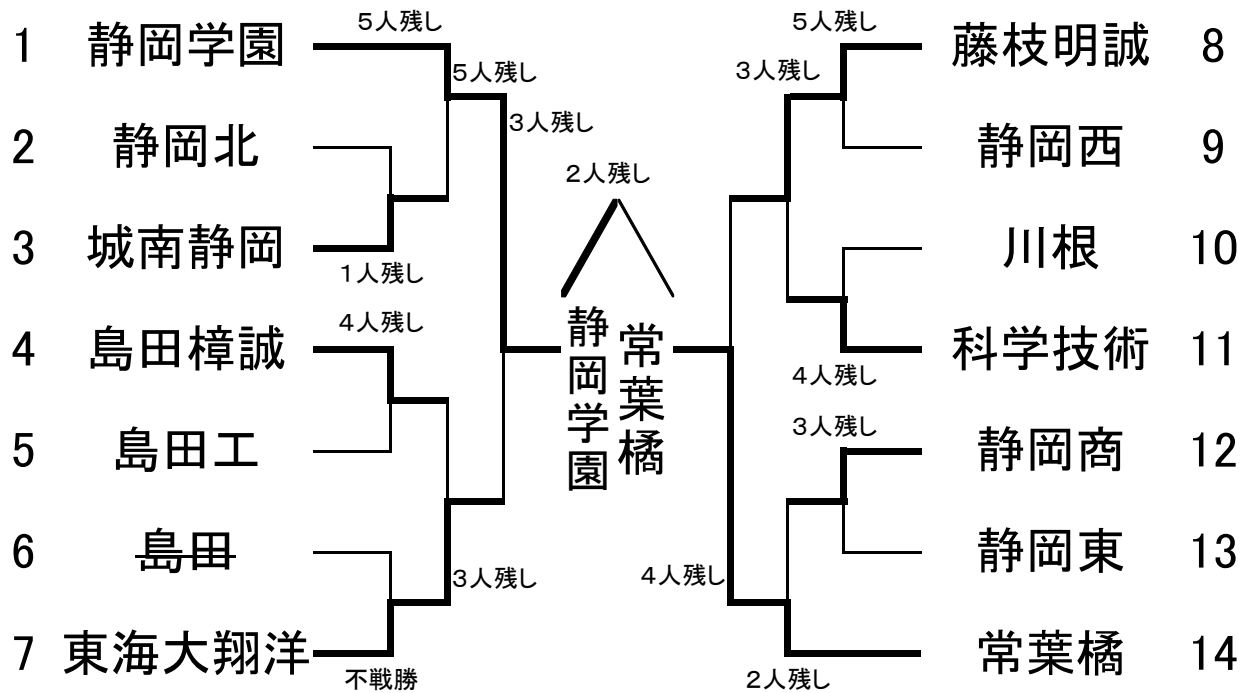 5人残し
1 静岡学園
5人残し
3人残し
2 静岡北
3 城南静岡
1人残し
4人残し
4 島田樟誠
5 島田工
6 島田
3人残し
7 東海大翔洋
不戦勝
2人残し
静岡学園
常葉橘
5人残し
藤枝明誠 8
3人残し
静岡西 9
川根 10
科学技術 11
4人残し
3人残し
静岡商 12
静岡東 13
4人残し
常葉橘 14
2人残し